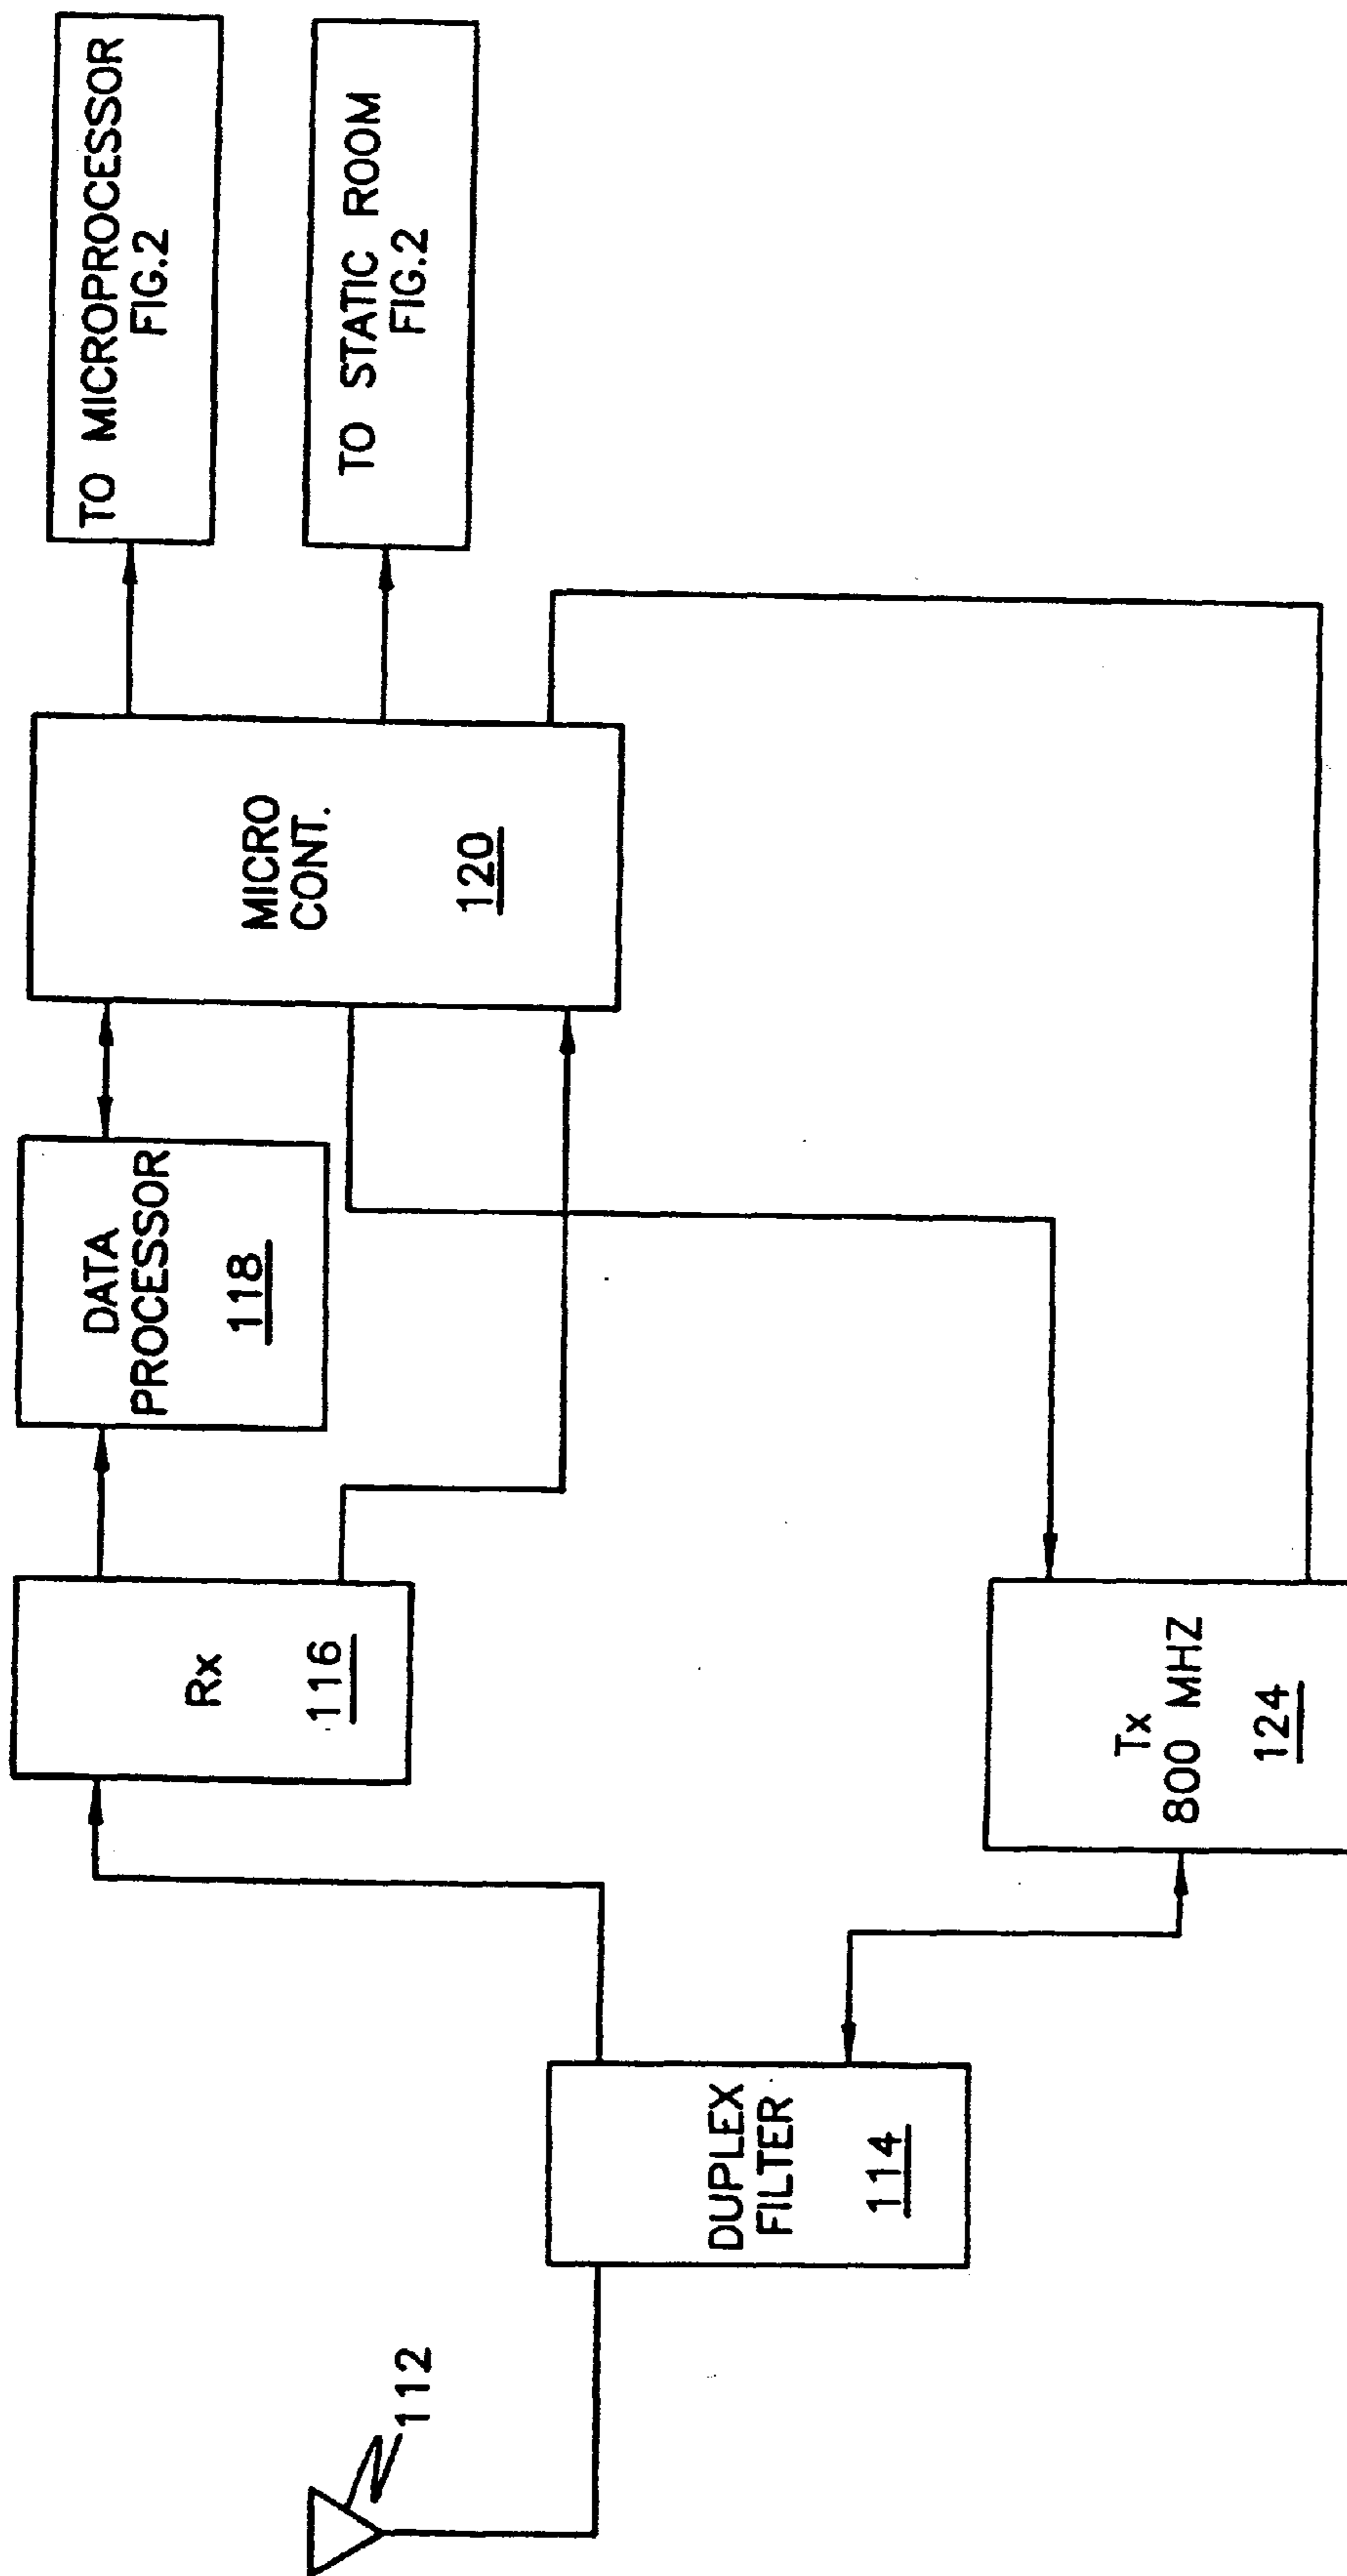 112
DUPLEX
FILTER
114
Rx
116
DATA
PROCESSOR
118
MICRO
CONT.
120
TO MICROPROCESSOR
FIG.2
TO STATIC ROOM
FIG.2
Tx
800 MHZ
124